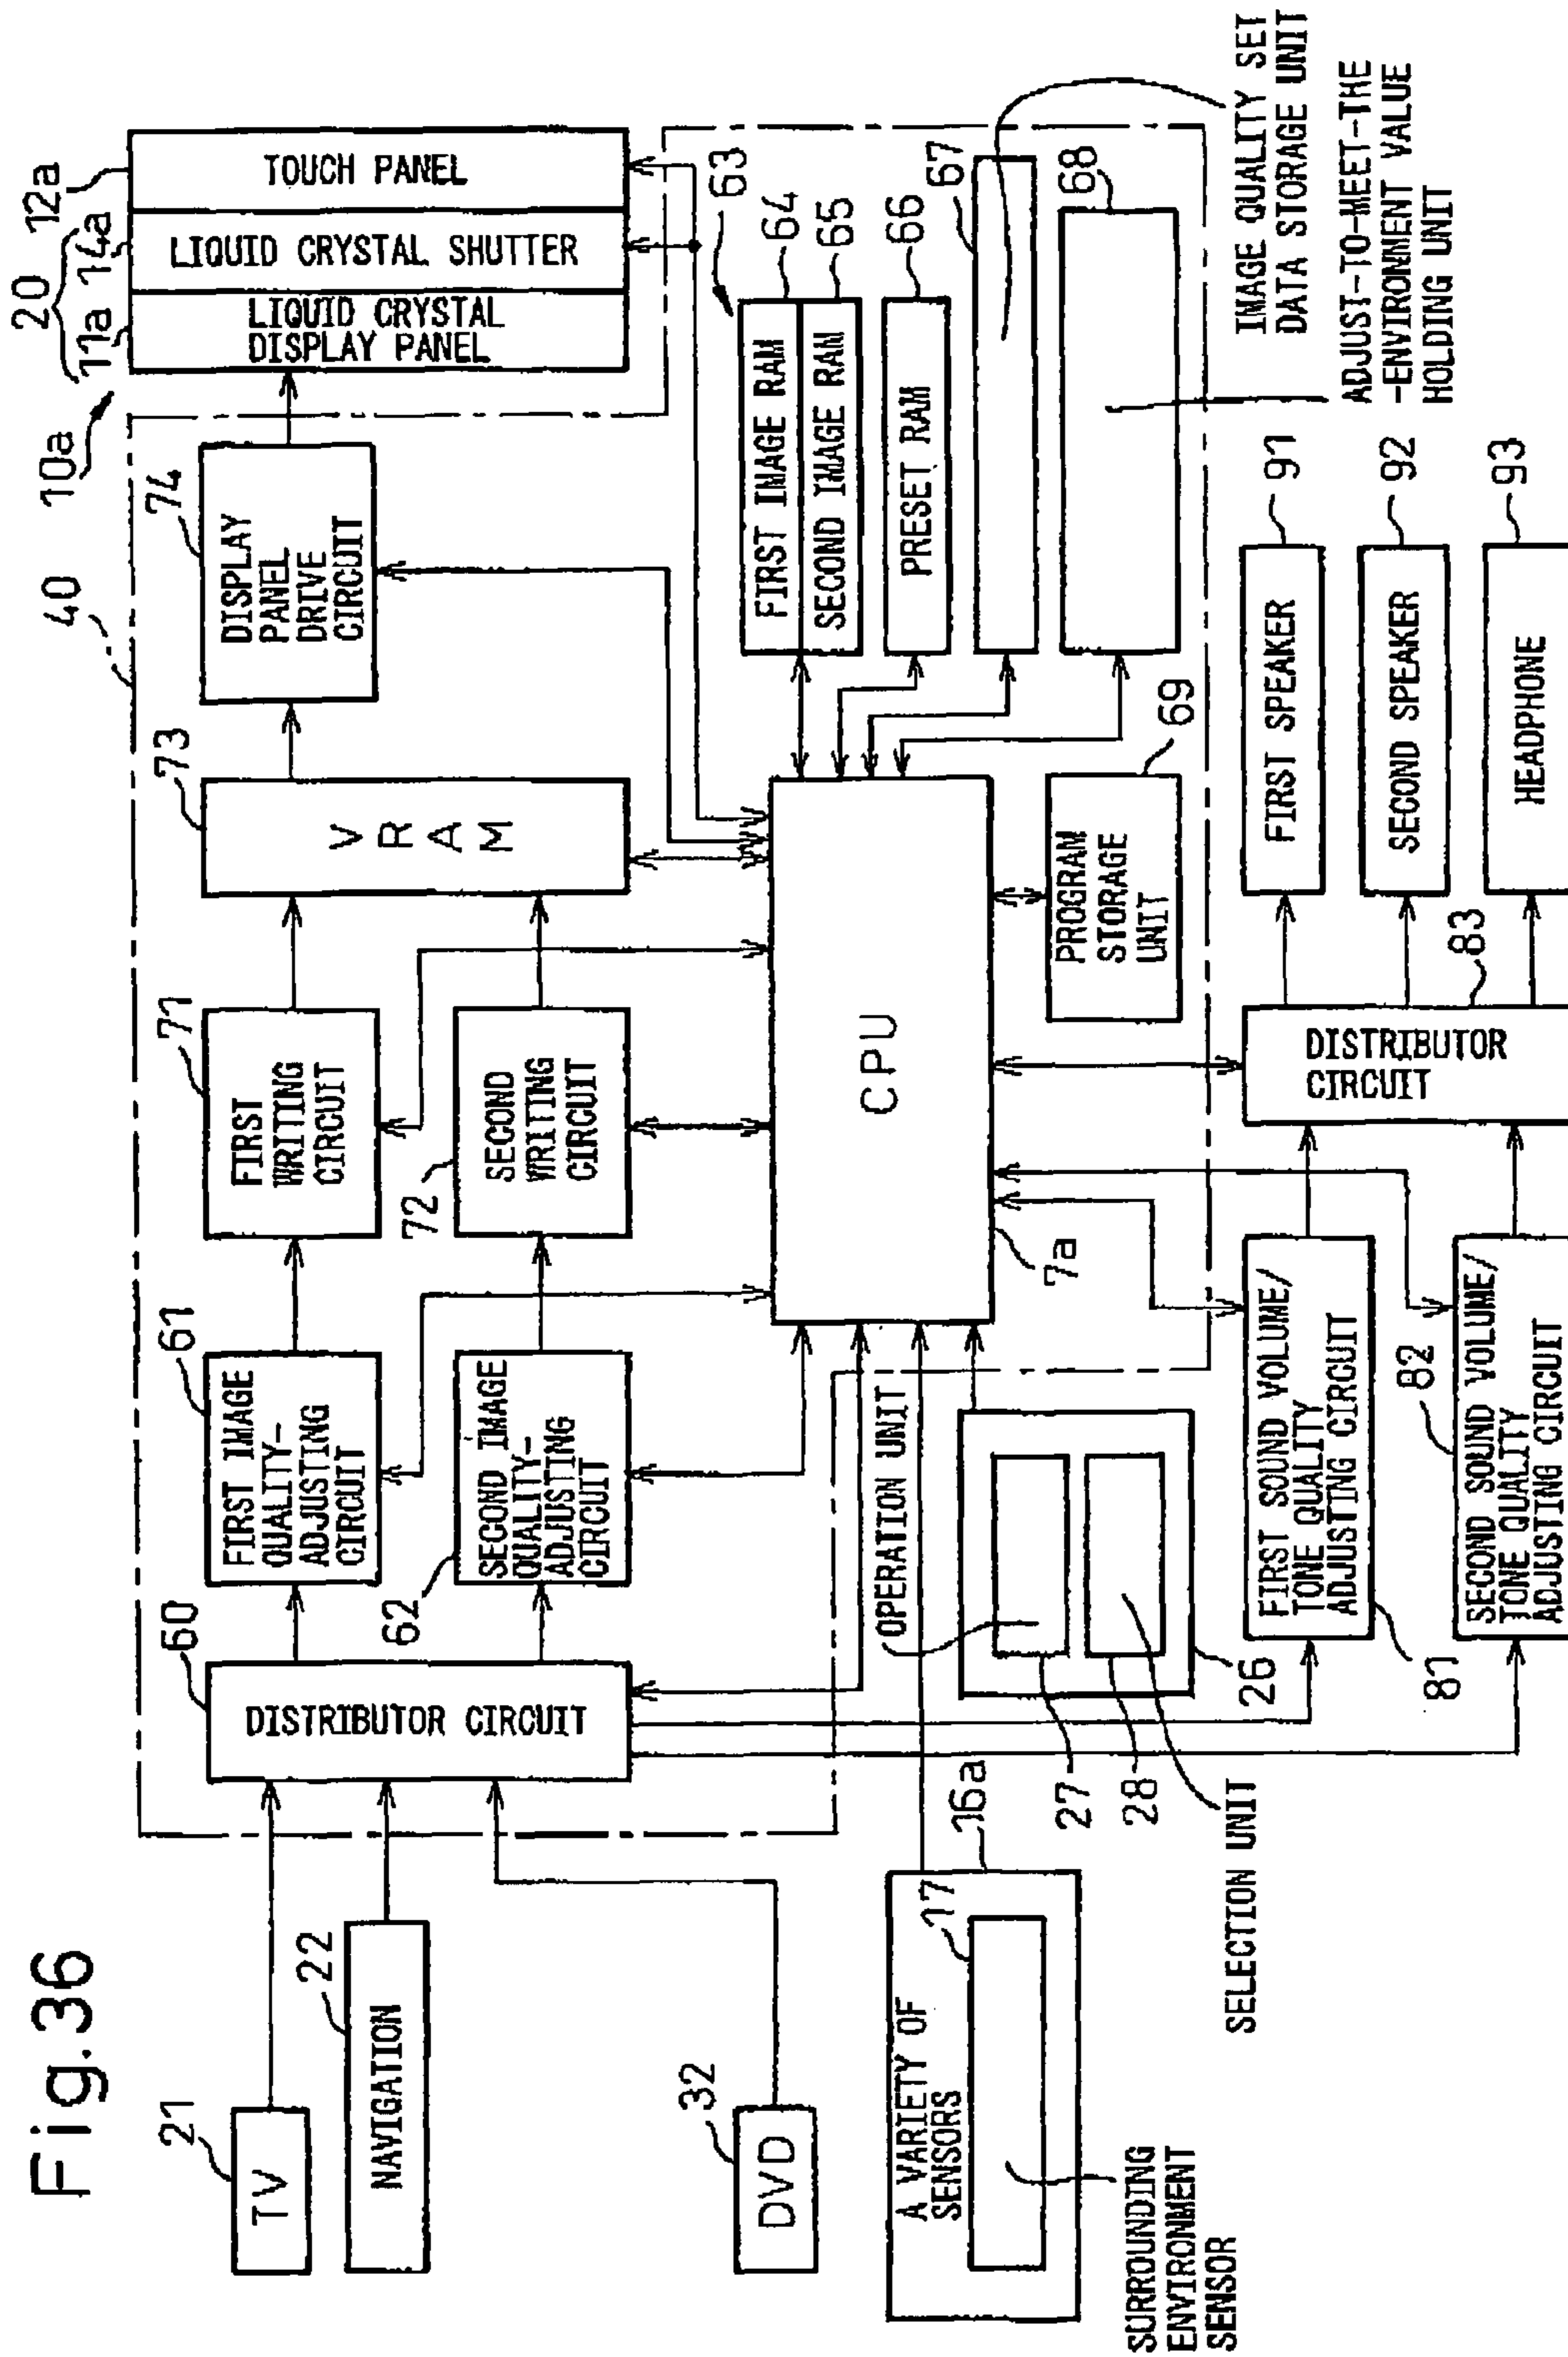 Fig.36
20
11a
14a
12a
10a
LIQUID CRYSTAL
DISPLAY PANEL
LIQUID CRYSTAL SHUTTER
TOUCH PANEL
40
21
TV
22
NAVIGATION
32
DVD
60
DISTRIBUTOR CIRCUIT
61
FIRST IMAGE
QUALITY-
ADJUSTING
CIRCUIT
62
SECOND IMAGE
QUALITY-
ADJUSTING
CIRCUIT
71
FIRST
WRITING
CIRCUIT
72
SECOND
WRITING
CIRCUIT
73
VRAM
74
DISPLAY
PANEL
DRIVE
CIRCUIT
63
FIRST IMAGE RAM
64
SECOND IMAGE RAM
65
PRESET RAM
66
67
IMAGE QUALITY SET
DATA STORAGE UNIT
68
ADJUST-TO-MEET-THE
-ENVIRONMENT VALUE
HOLDING UNIT
CPU
7a
PROGRAM
STORAGE
UNIT
69
A VARIETY OF
SENSORS
16a
17
SURROUNDING
ENVIRONMENT
SENSOR
OPERATION UNIT
27
28
26
SELECTION UNIT
FIRST SOUND VOLUME/
TONE QUALITY
ADJUSTING CIRCUIT
81
82
SECOND SOUND VOLUME/
TONE QUALITY
ADJUSTING CIRCUIT
DISTRIBUTOR
CIRCUIT
83
FIRST SPEAKER
91
SECOND SPEAKER
92
HEADPHONE
93